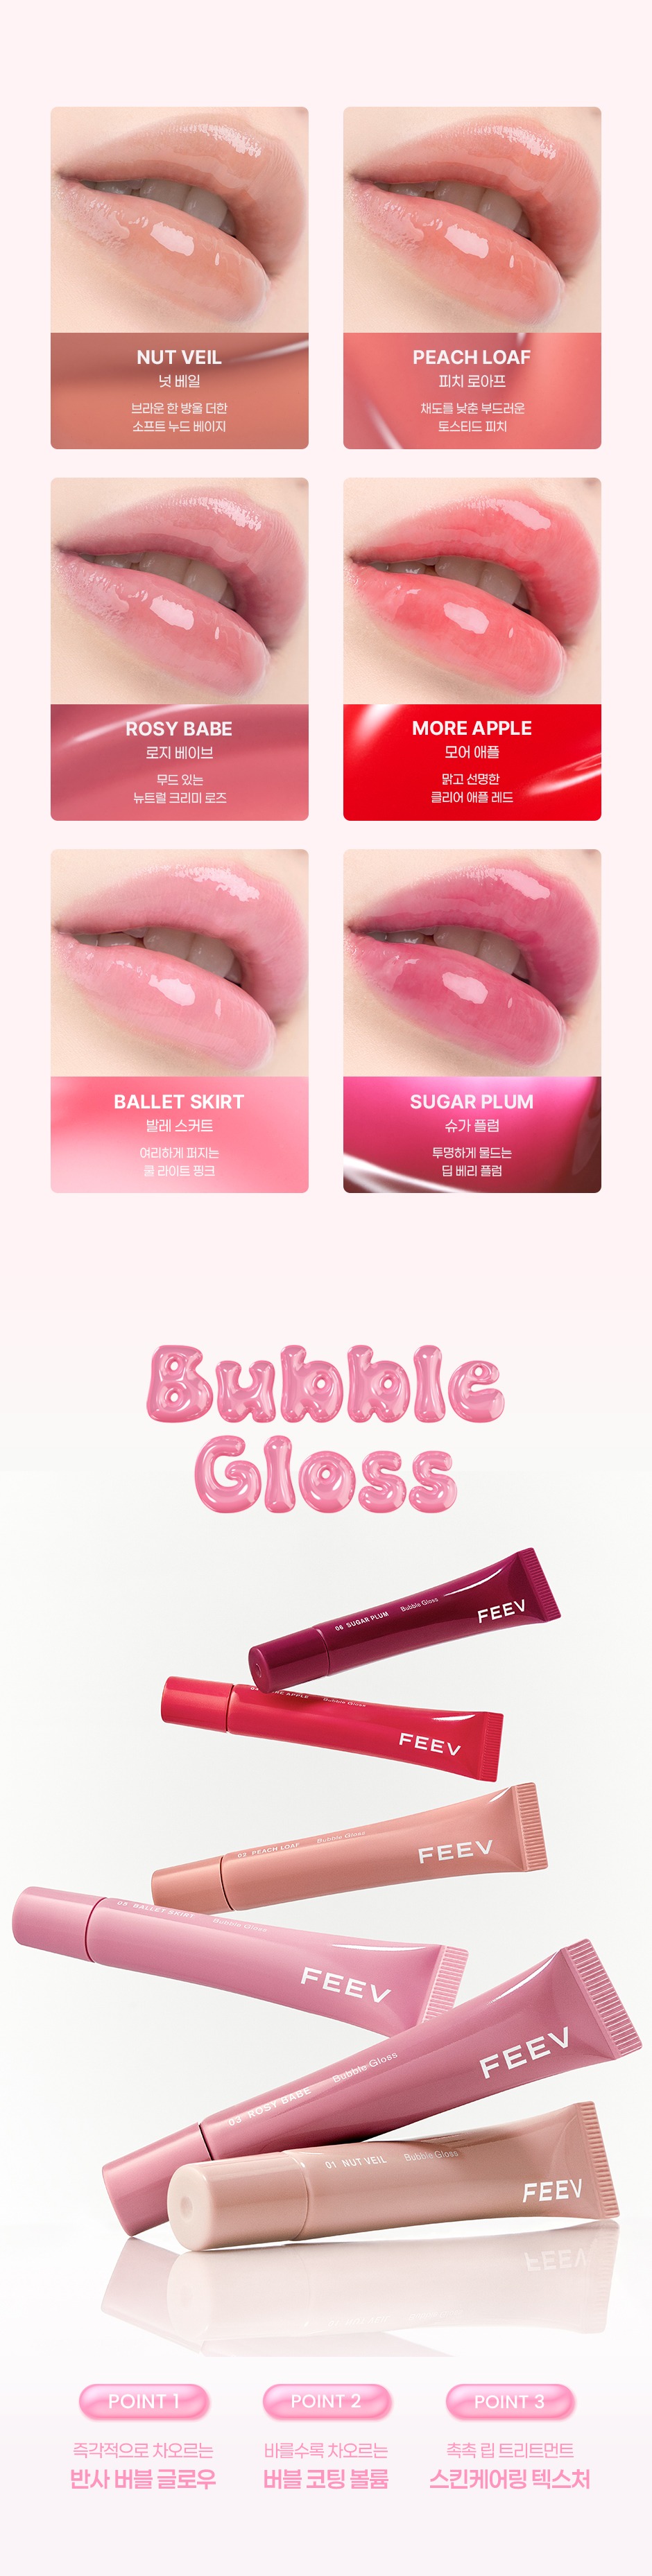 NUT VEIL
넛 베일
브라운 한 방울 더한
소프트 누드 베이지
PEACH LOAF
피치 로아프
채도를 낮춘 부드러운
토스티드 피치
ROSY BABE
로지 베이브
무드 있는
뉴트럴 크리미 로즈
MORE APPLE
모어 애플
맑고 선명한
클리어 애플 레드
BALLET SKIRT
발레 스커트
여리하게 퍼지는
쿨 라이트 핑크
SUGAR PLUM
슈가 플럼
투명하게 물드는
딥 베리 플럼
Bubble
Gloss
06 SUGAR PLUM Bubble Gloss
FEEV
APPLE Bubble Gloss
FEEV
02 PEACH LOAF Bubble Gloss
FEEV
05 BALLET SKIRT Bubble Gloss
FEEV
03 ROSY BABE Bubble Gloss
FEEV
01 NUT VEIL Bubble Gloss
FEEV
POINT 1
즉각적으로 차오르는
반사 버블 글로우
POINT 2
바를수록 차오르는
버블 코팅 볼륨
POINT 3
촉촉 립 트리트먼트
스킨케어링 텍스처